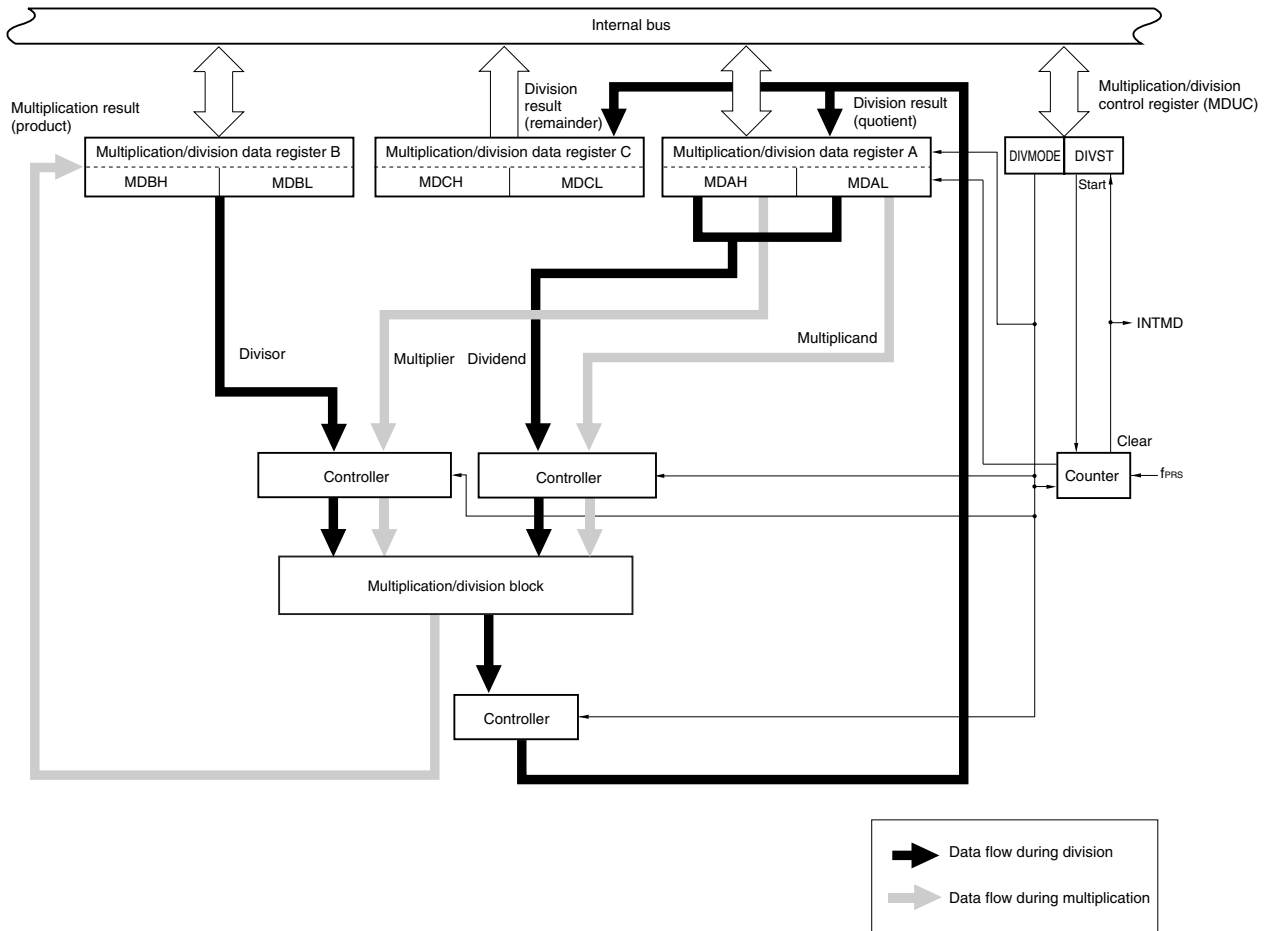 Internal bus
Multiplication result
(product)
Division
result
(remainder)
Division result
(quotient)
Multiplication/division
control register (MDUC)
Multiplication/division data register B
MDBH
MDBL
Multiplication/division data register C
MDCH
MDCL
Multiplication/division data register A
MDAH
MDAL
DIVMODE
DIVST
Start
INTMD
Divisor
Multiplier
Dividend
Multiplicand
Clear
Controller
Controller
Counter
fPRS
Multiplication/division block
Controller
Data flow during division
Data flow during multiplication